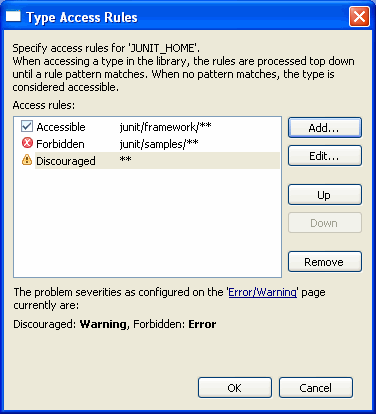 Type Access Rules
Specify access rules for 'JUNIT_HOME'.
When accessing a type in the library, the rules are processed top down
until a rule pattern matches. When no pattern matches, the type is
considered accessible.
Access rules:
Accessible junit/framework/**
Forbidden junit/samples/**
Discouraged **
Add...
Edit...
Up
Down
Remove
The problem severities as configured on the 'Error/Warning' page
currently are:
Discouraged: Warning, Forbidden: Error
OK
Cancel